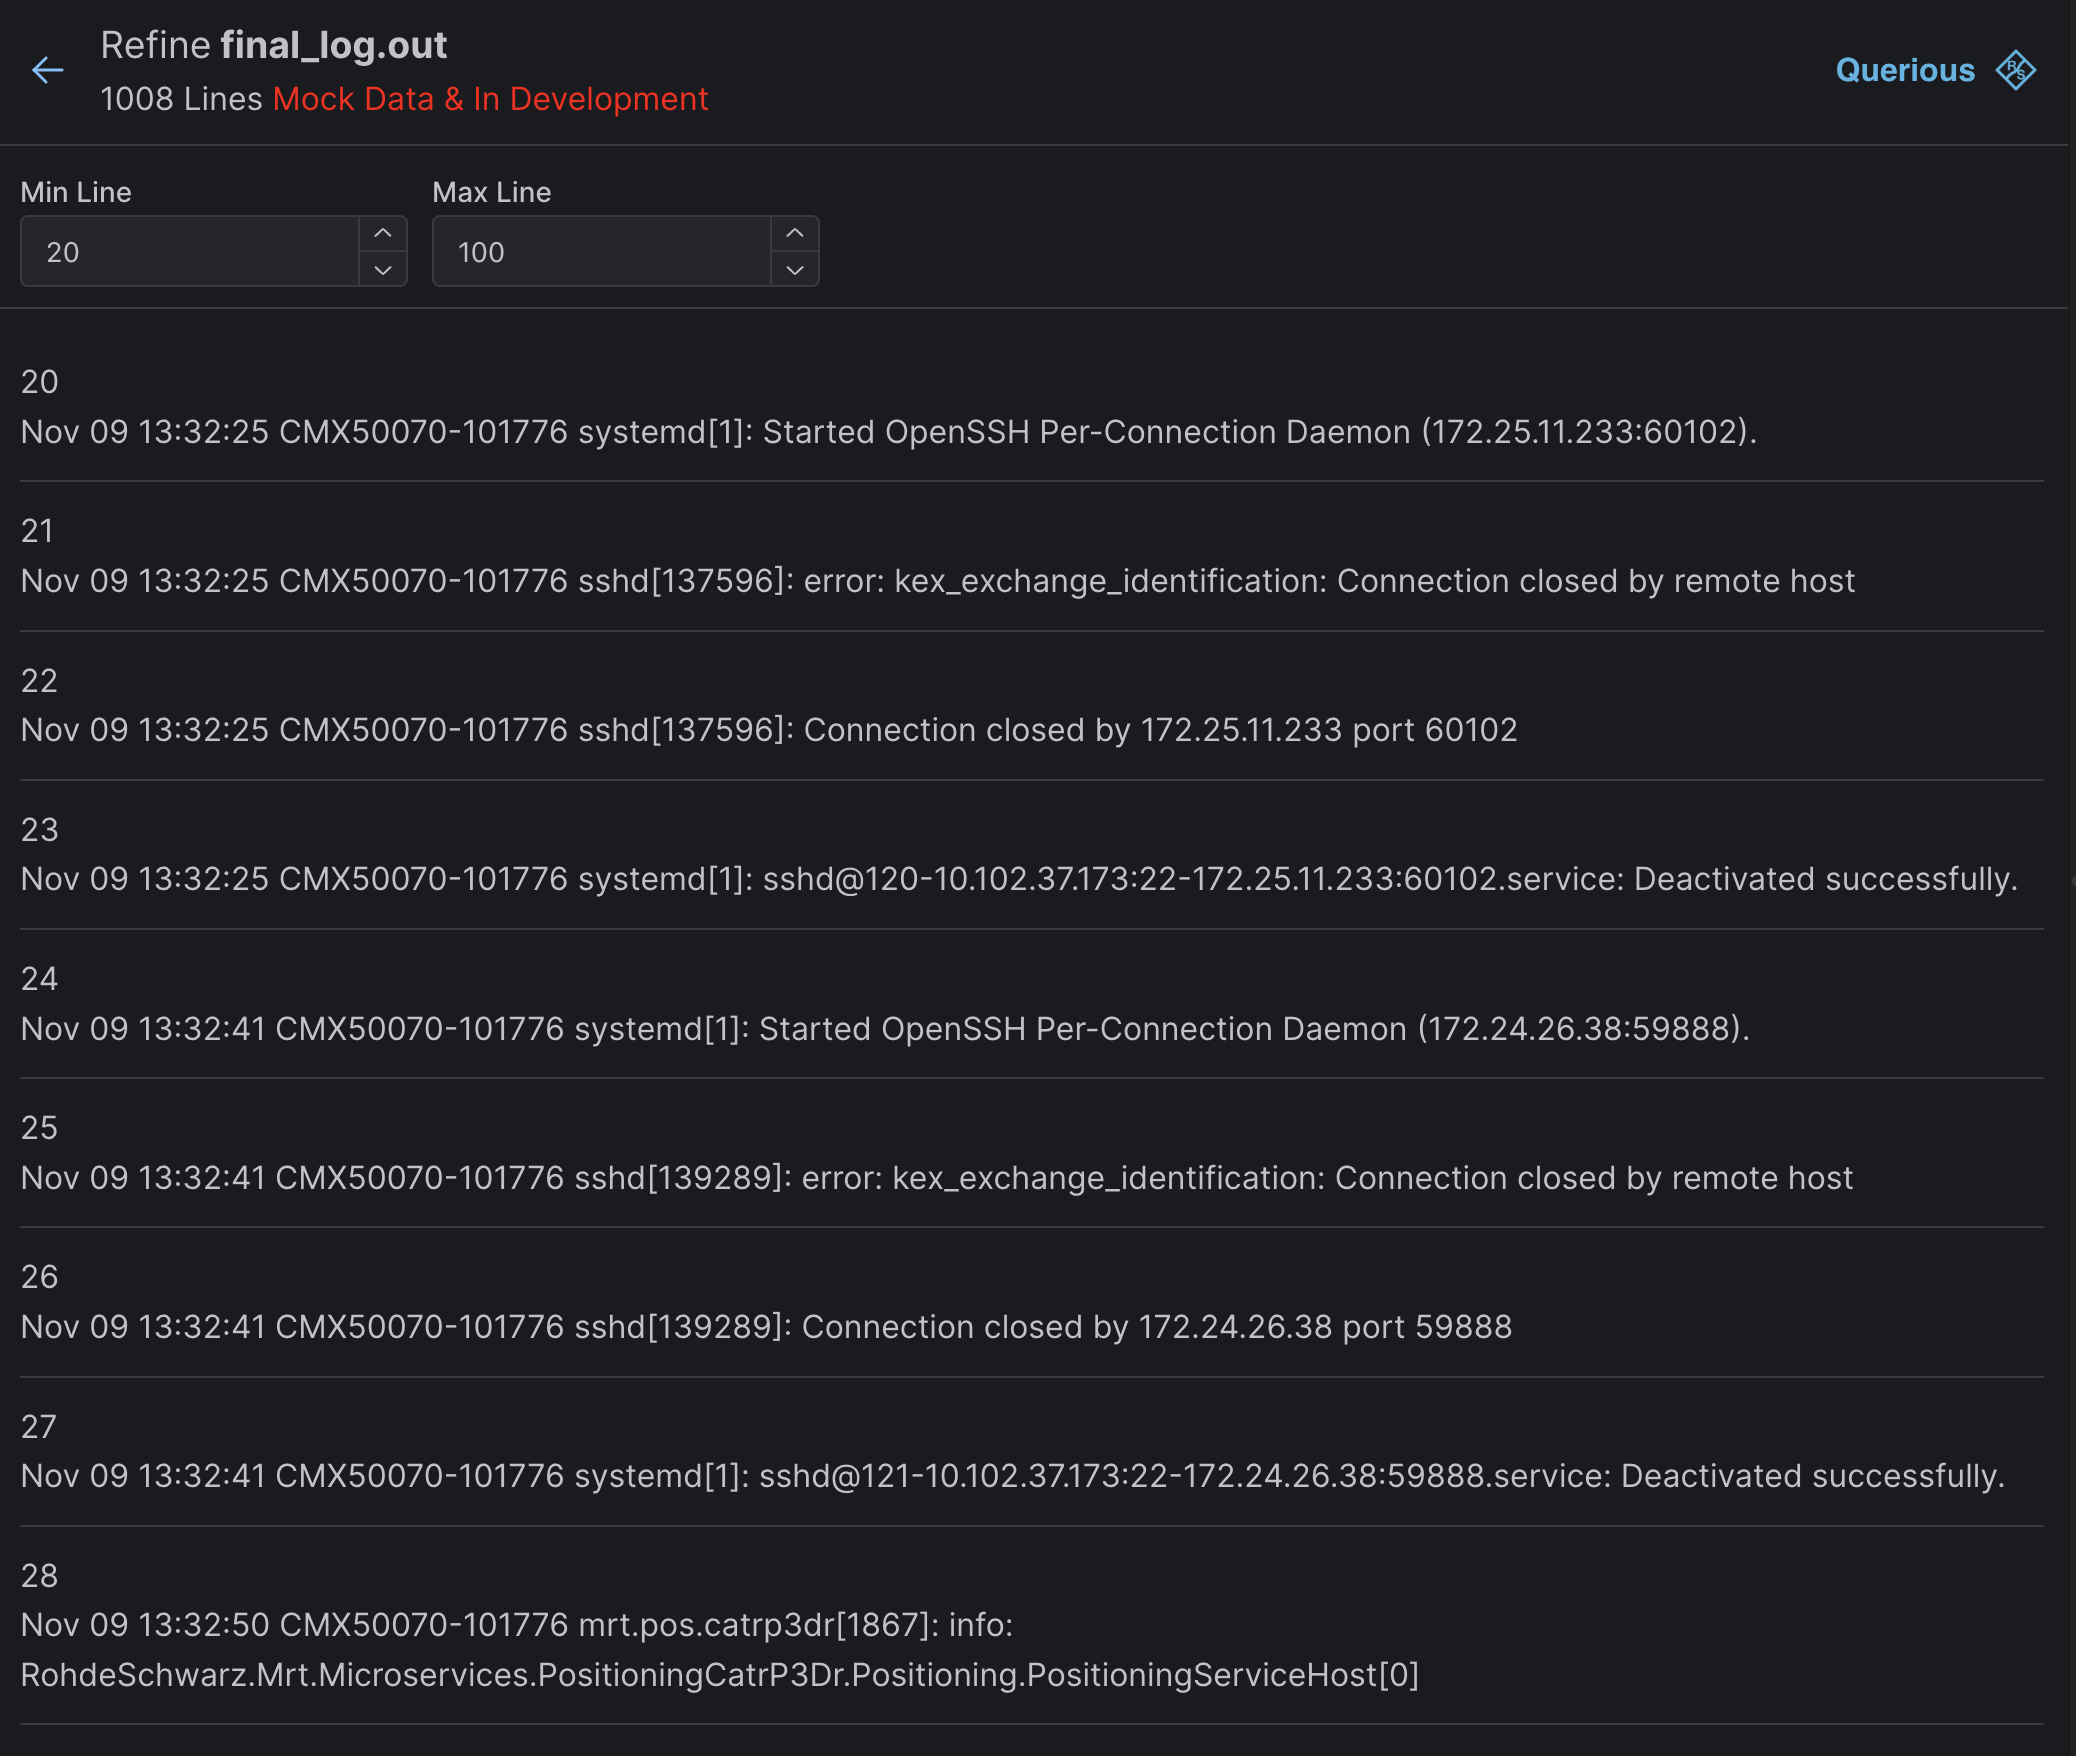 Refine final_log.out
1008 Lines Mock Data & In Development
Querious
R&S
Min Line
Max Line
20
100
20
Nov 09 13:32:25 CMX50070-101776 systemd[1]: Started OpenSSH Per-Connection Daemon (172.25.11.233:60102).
21
Nov 09 13:32:25 CMX50070-101776 sshd[137596]: error: kex_exchange_identification: Connection closed by remote host
22
Nov 09 13:32:25 CMX50070-101776 sshd[137596]: Connection closed by 172.25.11.233 port 60102
23
Nov 09 13:32:25 CMX50070-101776 systemd[1]: sshd@120-10.102.37.173:22-172.25.11.233:60102.service: Deactivated successfully.
24
Nov 09 13:32:41 CMX50070-101776 systemd[1]: Started OpenSSH Per-Connection Daemon (172.24.26.38:59888).
25
Nov 09 13:32:41 CMX50070-101776 sshd[139289]: error: kex_exchange_identification: Connection closed by remote host
26
Nov 09 13:32:41 CMX50070-101776 sshd[139289]: Connection closed by 172.24.26.38 port 59888
27
Nov 09 13:32:41 CMX50070-101776 systemd[1]: sshd@121-10.102.37.173:22-172.24.26.38:59888.service: Deactivated successfully.
28
Nov 09 13:32:50 CMX50070-101776 mrt.pos.catrp3dr[1867]: info:
RohdeSchwarz.Mrt.Microservices.PositioningCatrP3Dr.Positioning.PositioningServiceHost[0]